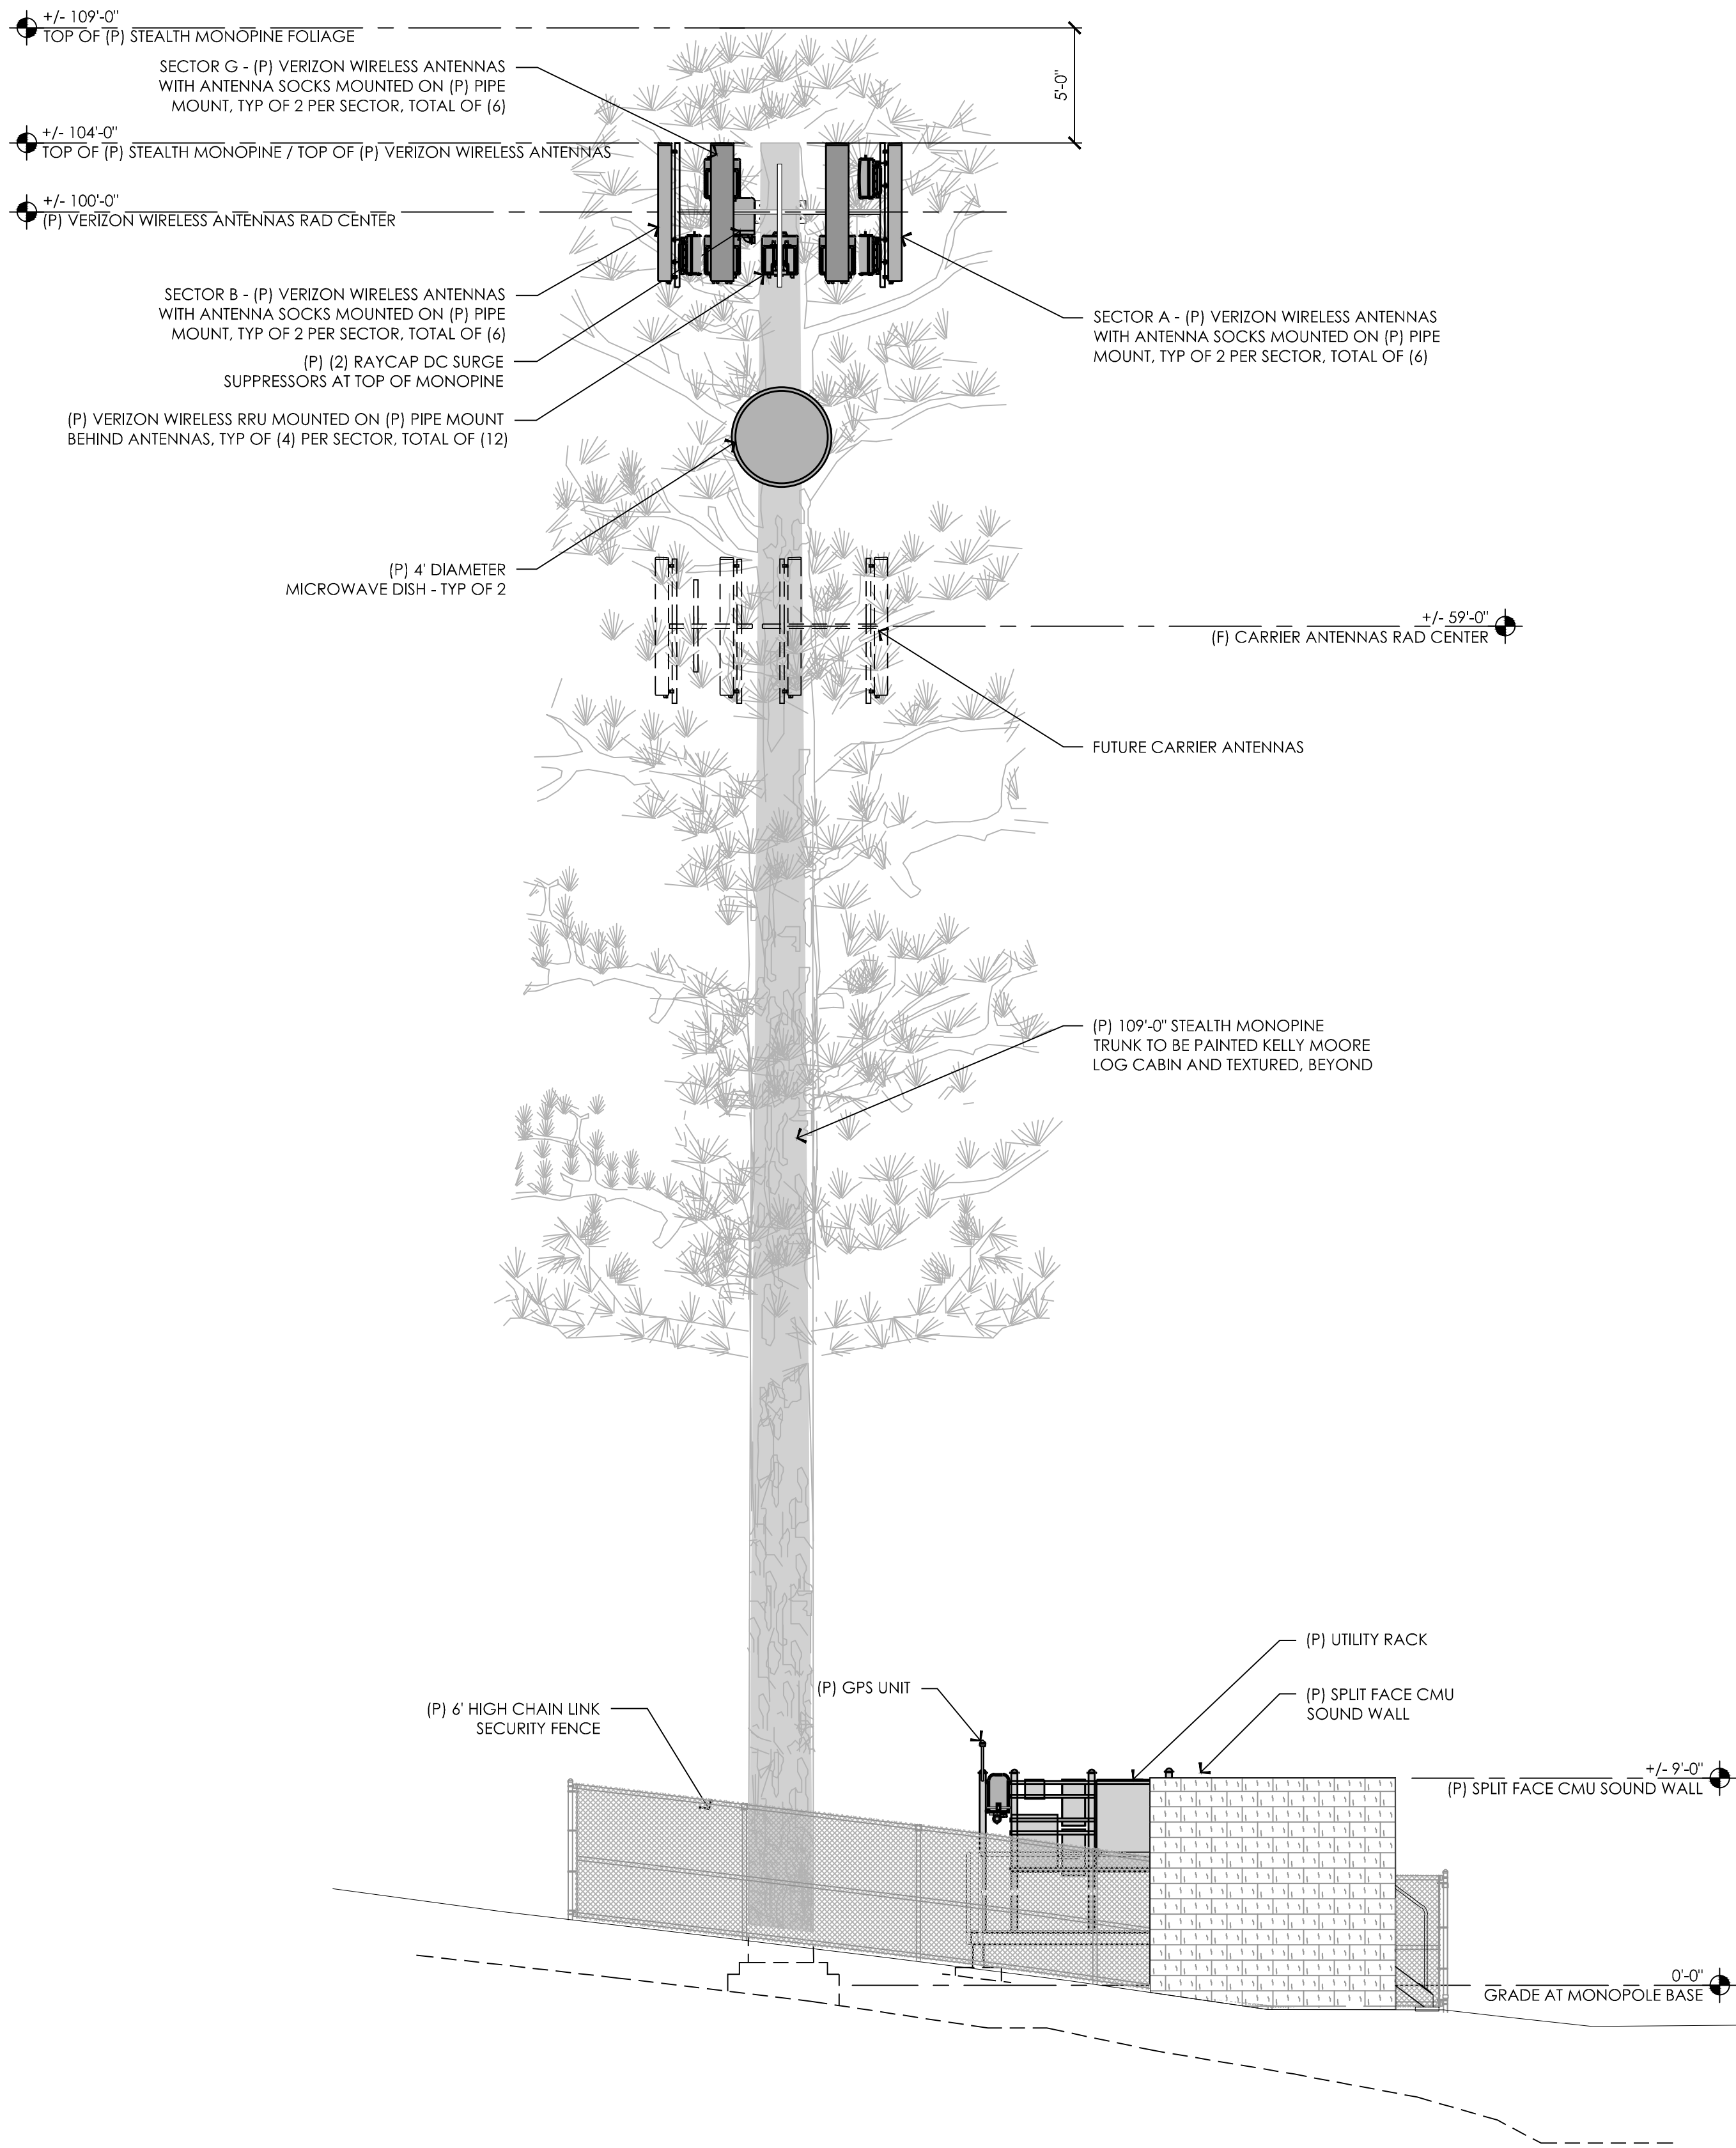 +/- 109'-0"
TOP OF (P) STEALTH MONOPINE FOLIAGE
5'-0"
SECTOR G - (P) VERIZON WIRELESS ANTENNAS
WITH ANTENNA SOCKS MOUNTED ON (P) PIPE
MOUNT, TYP OF 2 PER SECTOR, TOTAL OF (6)
+/- 104'-0"
TOP OF (P) STEALTH MONOPINE / TOP OF (P) VERIZON WIRELESS ANTENNAS
+/- 100'-0"
(P) VERIZON WIRELESS ANTENNAS RAD CENTER
SECTOR B - (P) VERIZON WIRELESS ANTENNAS
WITH ANTENNA SOCKS MOUNTED ON (P) PIPE
MOUNT, TYP OF 2 PER SECTOR, TOTAL OF (6)
SECTOR A - (P) VERIZON WIRELESS ANTENNAS
WITH ANTENNA SOCKS MOUNTED ON (P) PIPE
MOUNT, TYP OF 2 PER SECTOR, TOTAL OF (6)
(P) (2) RAYCAP DC SURGE
SUPPRESSORS AT TOP OF MONOPINE
(P) VERIZON WIRELESS RRU MOUNTED ON (P) PIPE MOUNT
BEHIND ANTENNAS, TYP OF (4) PER SECTOR, TOTAL OF (12)
(P) 4' DIAMETER
MICROWAVE DISH - TYP OF 2
+/- 59'-0"
(F) CARRIER ANTENNAS RAD CENTER
FUTURE CARRIER ANTENNAS
(P) 109'-0" STEALTH MONOPINE
TRUNK TO BE PAINTED KELLY MOORE
LOG CABIN AND TEXTURED, BEYOND
(P) UTILITY RACK
(P) GPS UNIT
(P) SPLIT FACE CMU
SOUND WALL
(P) 6' HIGH CHAIN LINK
SECURITY FENCE
+/- 9'-0"
(P) SPLIT FACE CMU SOUND WALL
0'-0"
GRADE AT MONOPOLE BASE